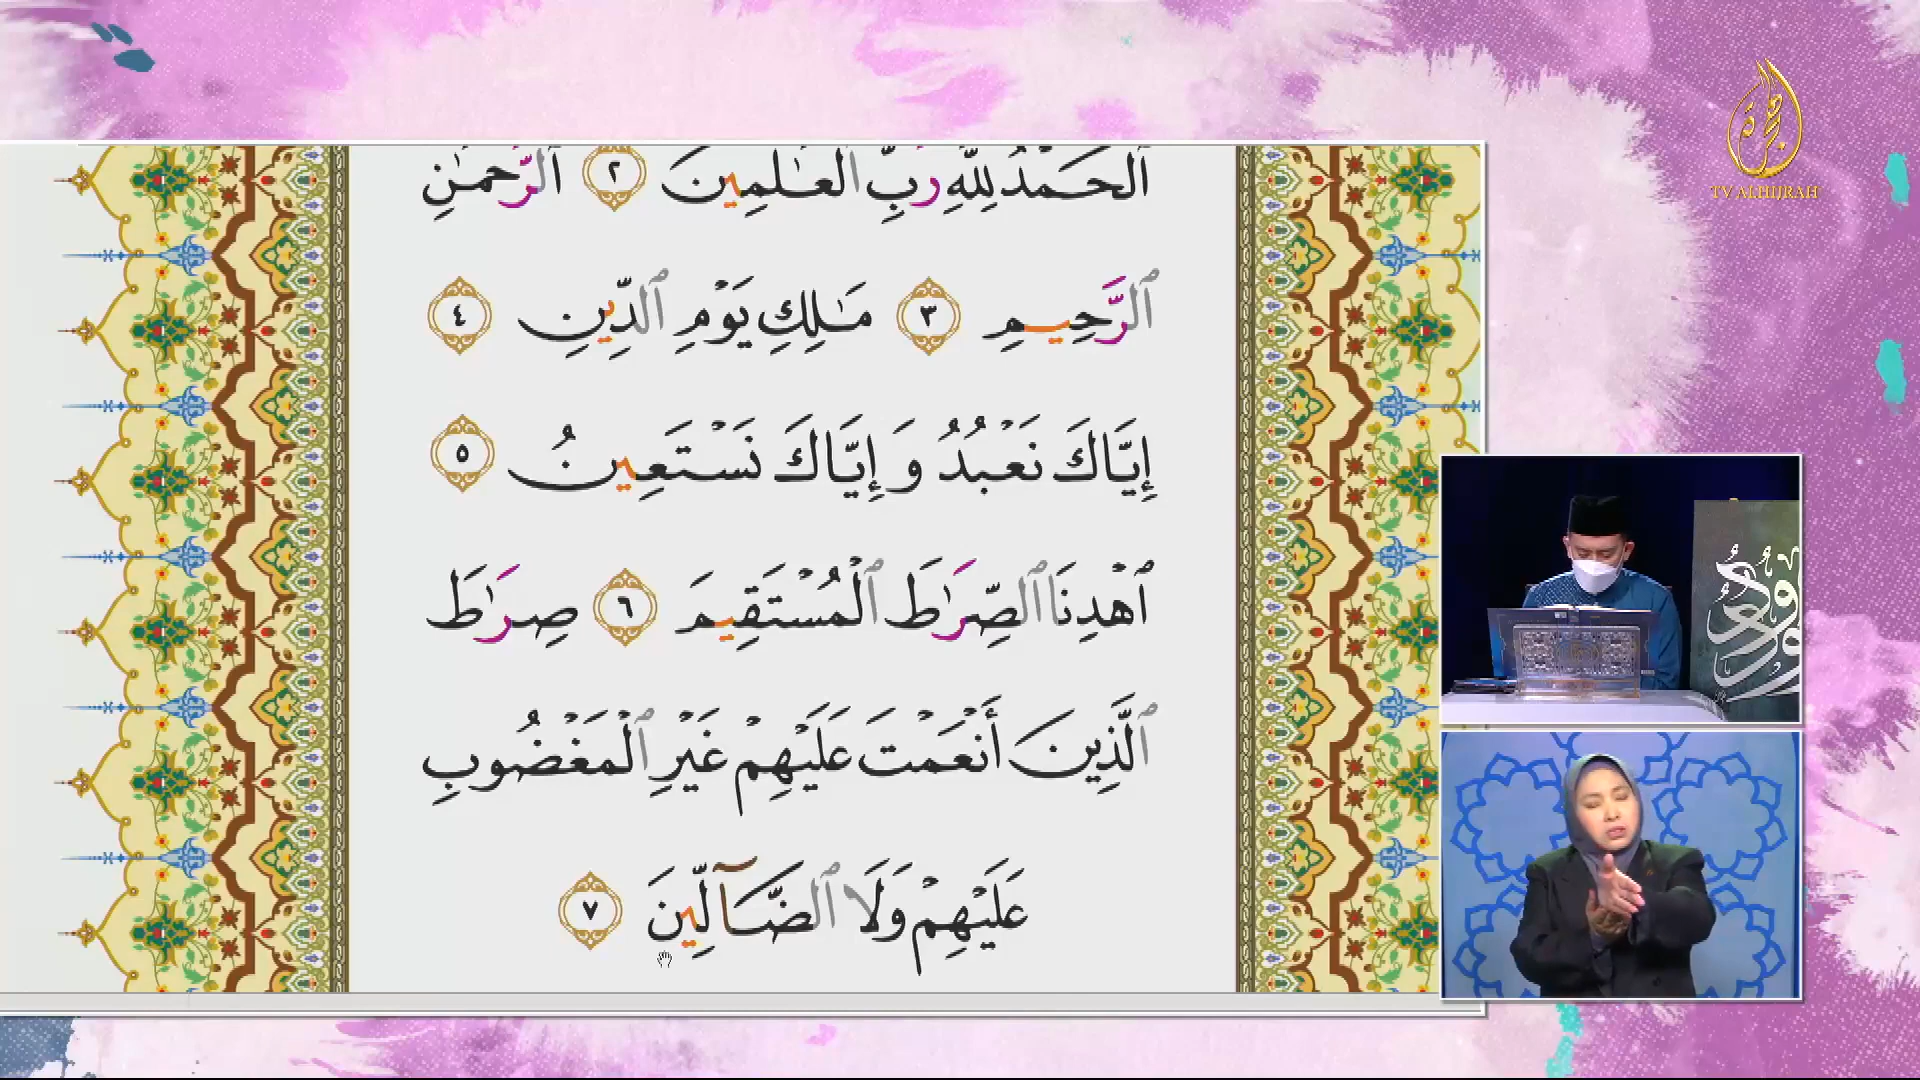 ٱلْحَمْدُ لِلَّهِ رَبِّ ٱلْعَـٰلَمِينَ ٢ ٱلرَّحْمَـٰنِ
ٱلرَّحِيمِ ٣ مَـٰلِكِ يَوْمِ ٱلدِّينِ ٤
إِيَّاكَ نَعْبُدُ وَإِيَّاكَ نَسْتَعِينُ ٥
ٱهْدِنَا ٱلصِّرَٰطَ ٱلْمُسْتَقِيمَ ٦ صِرَٰطَ
ٱلَّذِينَ أَنْعَمْتَ عَلَيْهِمْ غَيْرِ ٱلْمَغْضُوبِ
عَلَيْهِمْ وَلَا ٱلضَّآلِّينَ ٧
TV ALHIJRAH